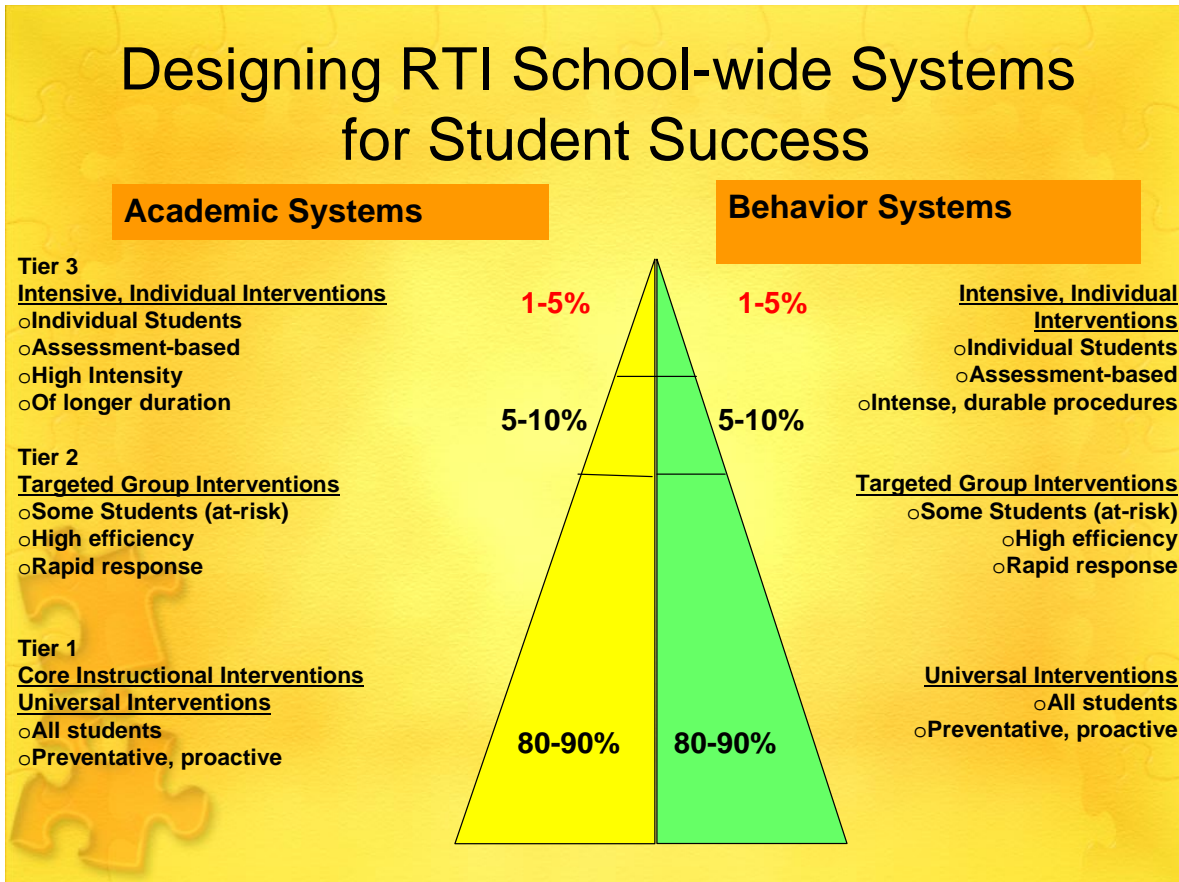 Designing RTI School-wide Systems
for Student Success
Academic Systems
Behavior Systems
Tier 3
Intensive, Individual Interventions
oIndividual Students
oAssessment-based
oHigh Intensity
oOf longer duration
1-5%
1-5%
Intensive, Individual
Interventions
oIndividual Students
oAssessment-based
oIntense, durable procedures
5-10%
5-10%
Tier 2
Targeted Group Interventions
oSome Students (at-risk)
oHigh efficiency
oRapid response
Targeted Group Interventions
oSome Students (at-risk)
oHigh efficiency
oRapid response
Tier 1
Core Instructional Interventions
Universal Interventions
oAll students
oPreventative, proactive
80-90%
80-90%
Universal Interventions
oAll students
oPreventative, proactive